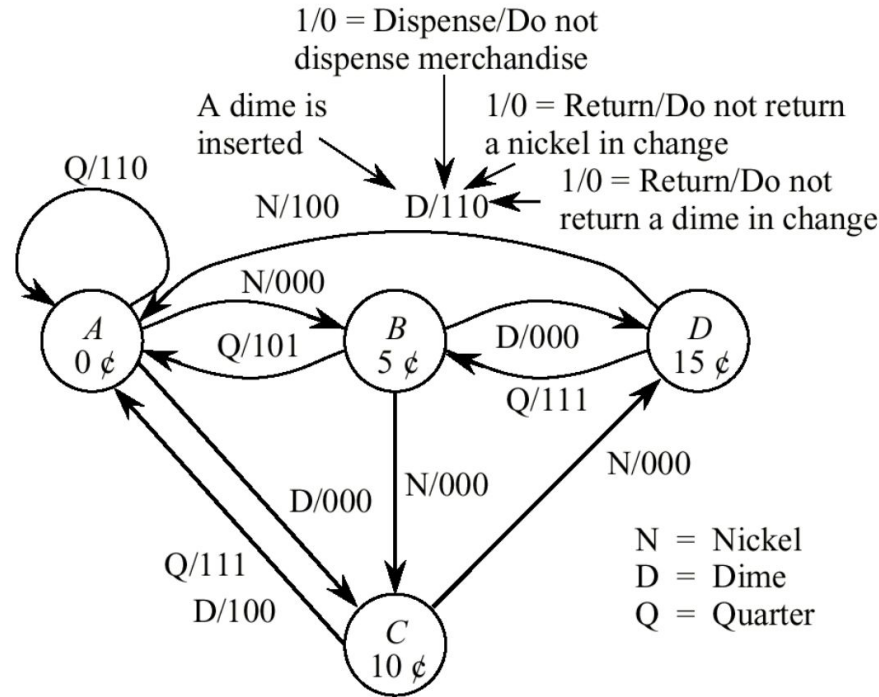 1/0 = Dispense/Do not
dispense merchandise
A dime is
inserted
1/0 = Return/Do not return
a nickel in change
1/0 = Return/Do not
return a dime in change
Q/110
N/100
D/110
N/000
Q/101
D/000
Q/111
A
0 ¢
B
5 ¢
D
15 ¢
D/000
N/000
N/000
Q/111
D/100
C
10 ¢
N = Nickel
D = Dime
Q = Quarter